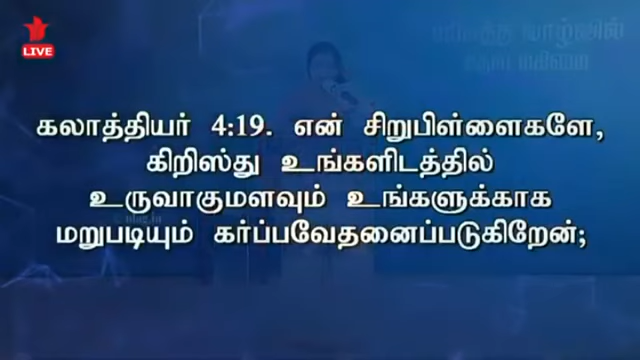 LIVE
கலாத்தியர் 4:19. என் சிறுபிள்ளைகளே,
கிறிஸ்து உங்களிடத்தில்
உருவாகுமளவும் உங்களுக்காக
மறுபடியும் கர்ப்பவேதனைப்படுகிறேன்;